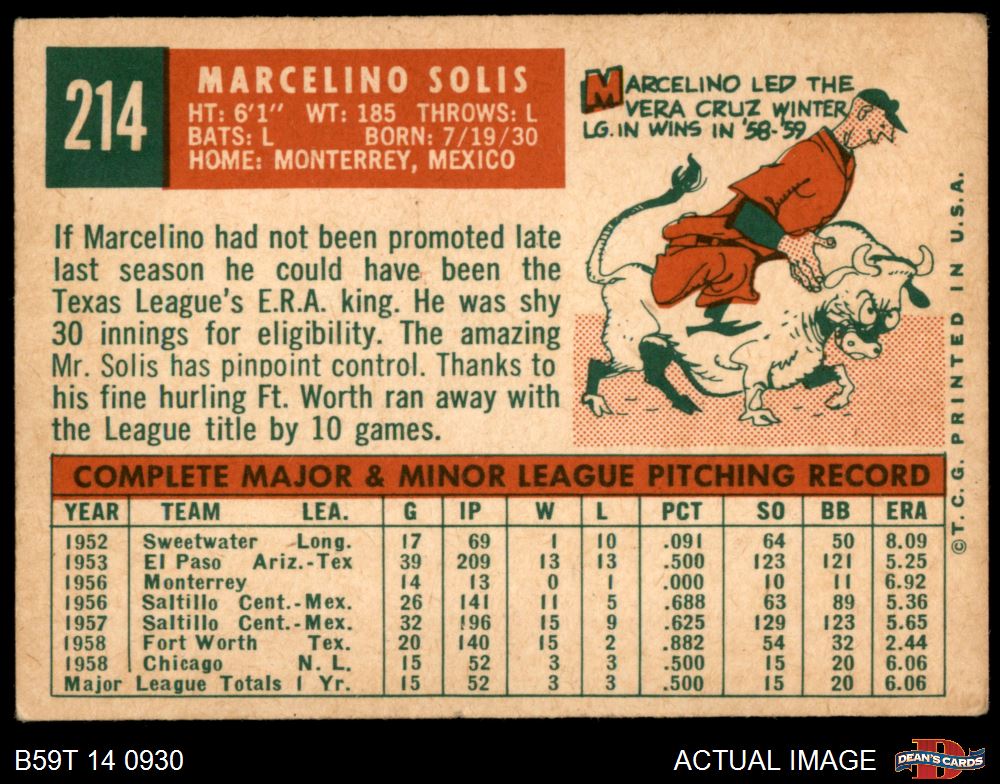 214
MARCELINO SOLIS
HT: 6'1" WT: 185 THROWS: L
BATS: L BORN: 7/19/30
HOME: MONTERREY, MEXICO
MARCELINO LED THE
VERA CRUZ WINTER
LG. IN WINS IN '58-'59
If Marcelino had not been promoted late
last season he could have been the
Texas League's E.R.A. king. He was shy
30 innings for eligibility. The amazing
Mr. Solis has pinpoint control. Thanks to
his fine hurling Ft. Worth ran away with
the League title by 10 games.
COMPLETE MAJOR & MINOR LEAGUE PITCHING RECORD
YEAR TEAM LEA. G IP W L PCT SO BB ERA
1952 Sweetwater Long. 17 69 1 10 .091 64 50 8.09
1953 El Paso Ariz.-Tex 39 209 13 13 .500 123 121 5.25
1956 Monterrey 14 13 0 1 .000 10 11 6.92
1956 Saltillo Cent.-Mex. 26 141 11 5 .688 63 89 5.36
1957 Saltillo Cent.-Mex. 32 196 15 9 .625 129 123 5.65
1958 Fort Worth Tex. 20 140 15 2 .882 54 32 2.44
1958 Chicago N. L. 15 52 3 3 .500 15 20 6.06
Major League Totals 1 Yr. 15 52 3 3 .500 15 20 6.06
©T.C.G. PRINTED IN U.S.A.
B59T 14 0930
ACTUAL IMAGE
DEAN'S CARDS